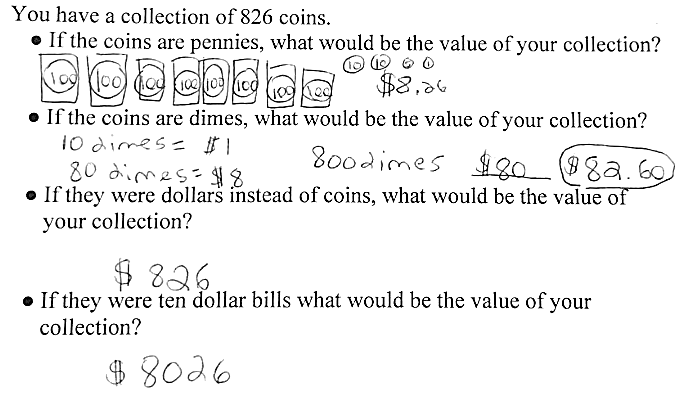 You have a collection of 826 coins.
• If the coins are pennies, what would be the value of your collection?
100 100 100 100 100 100 100 100 10 10 0 0 $8.26
• If the coins are dimes, what would be the value of your collection?
10 dimes = $1
80 dimes = $8 800 dimes $80 $82.60
• If they were dollars instead of coins, what would be the value of
your collection?
$ 826
• If they were ten dollar bills what would be the value of your
collection?
$ 8026